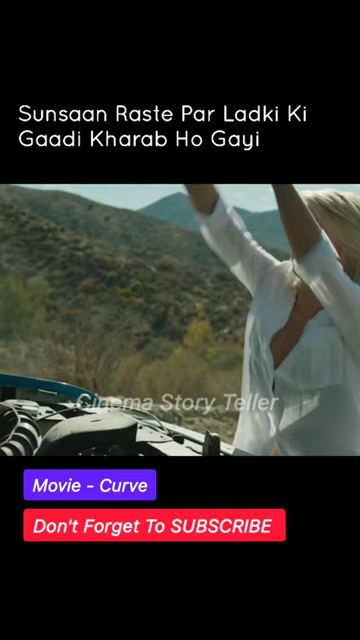 Sunsaan Raste Par Ladki Ki
Gaadi Kharab Ho Gayi
Cinema Story Teller
Movie - Curve
Don't Forget To SUBSCRIBE